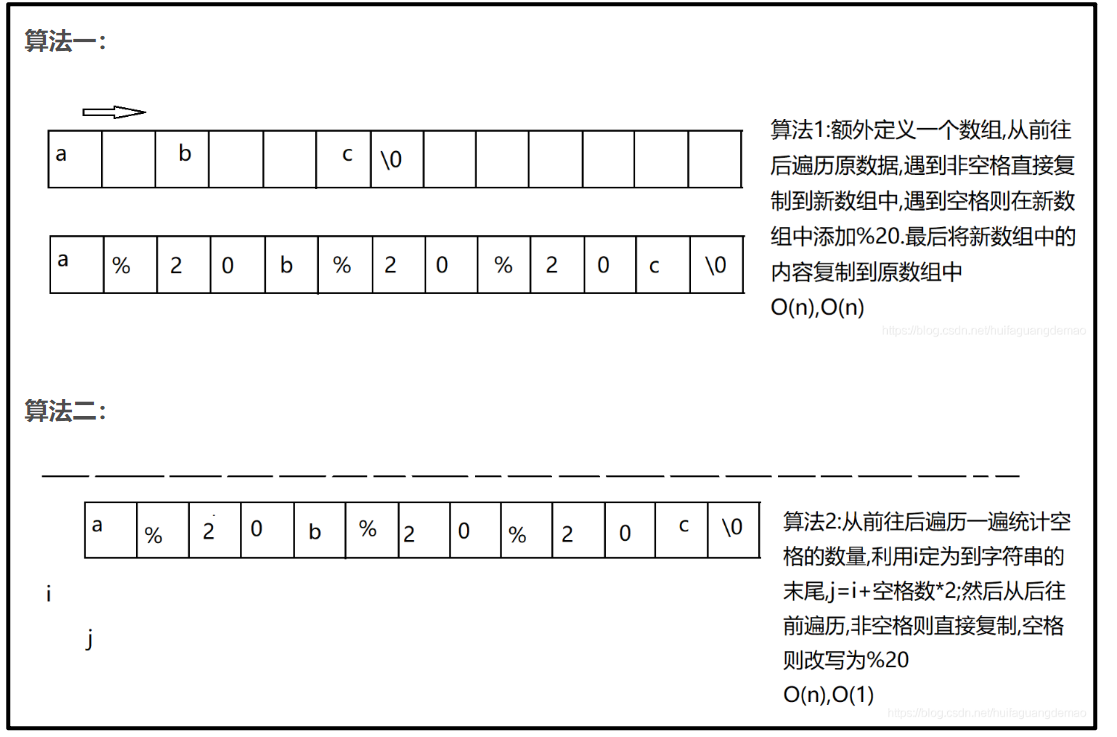 算法一：
a b c \0
算法1:额外定义一个数组,从前往
后遍历原数据,遇到非空格直接复
制到新数组中,遇到空格则在新数
组中添加%20.最后将新数组中的
内容复制到原数组中
O(n),O(n)
a % 2 0 b % 2 0 % 2 0 c \0
https://blog.csdn.net/huifaguangdemao
算法二：
a % 2 0 b % 2 0 % 2 0 c \0
i
j
算法2:从前往后遍历一遍统计空
格的数量,利用i定为到字符串的
末尾,j=i+空格数*2;然后从后往
前遍历,非空格则直接复制,空格
则改写为%20
O(n),O(1)
https://blog.csdn.net/huifaguangdemao